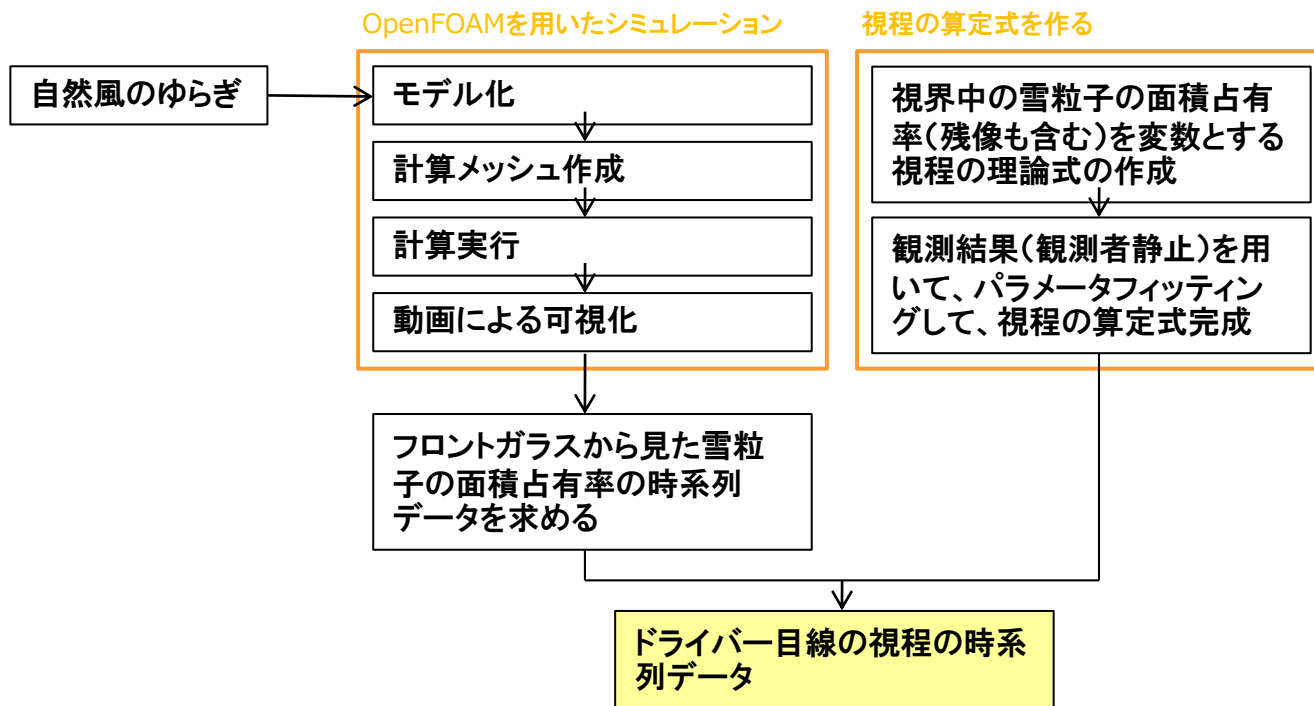 OpenFOAMを用いたシミュレーション
視程の算定式を作る
自然風のゆらぎ
モデル化
計算メッシュ作成
計算実行
動画による可視化
視界中の雪粒子の面積占有
率(残像も含む)を変数とする
視程の理論式の作成
観測結果(観測者静止)を用
いて、パラメータフィッティン
グして、視程の算定式完成
フロントガラスから見た雪粒
子の面積占有率の時系列
データを求める
ドライバー目線の視程の時系
列データ